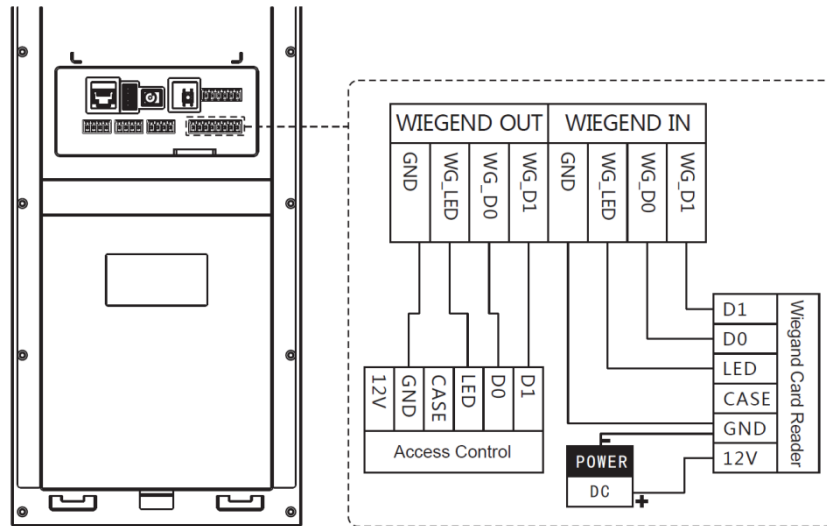 WIEGEND OUT
WIEGEND IN
GND
WG_LED
WG_D0
WG_D1
GND
WG_LED
WG_D0
WG_D1
12V
GND
CASE
LED
D0
D1
Access Control
D1
D0
LED
CASE
GND
12V
Wiegand Card Reader
-
POWER
DC
+